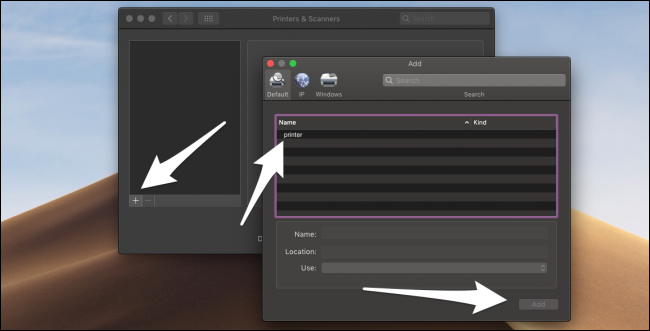 Printers & Scanners
Search
Add
Default
IP
Windows
Search
Search
Name
Kind
printer
+
−
D
Name:
Location:
Use:
Add